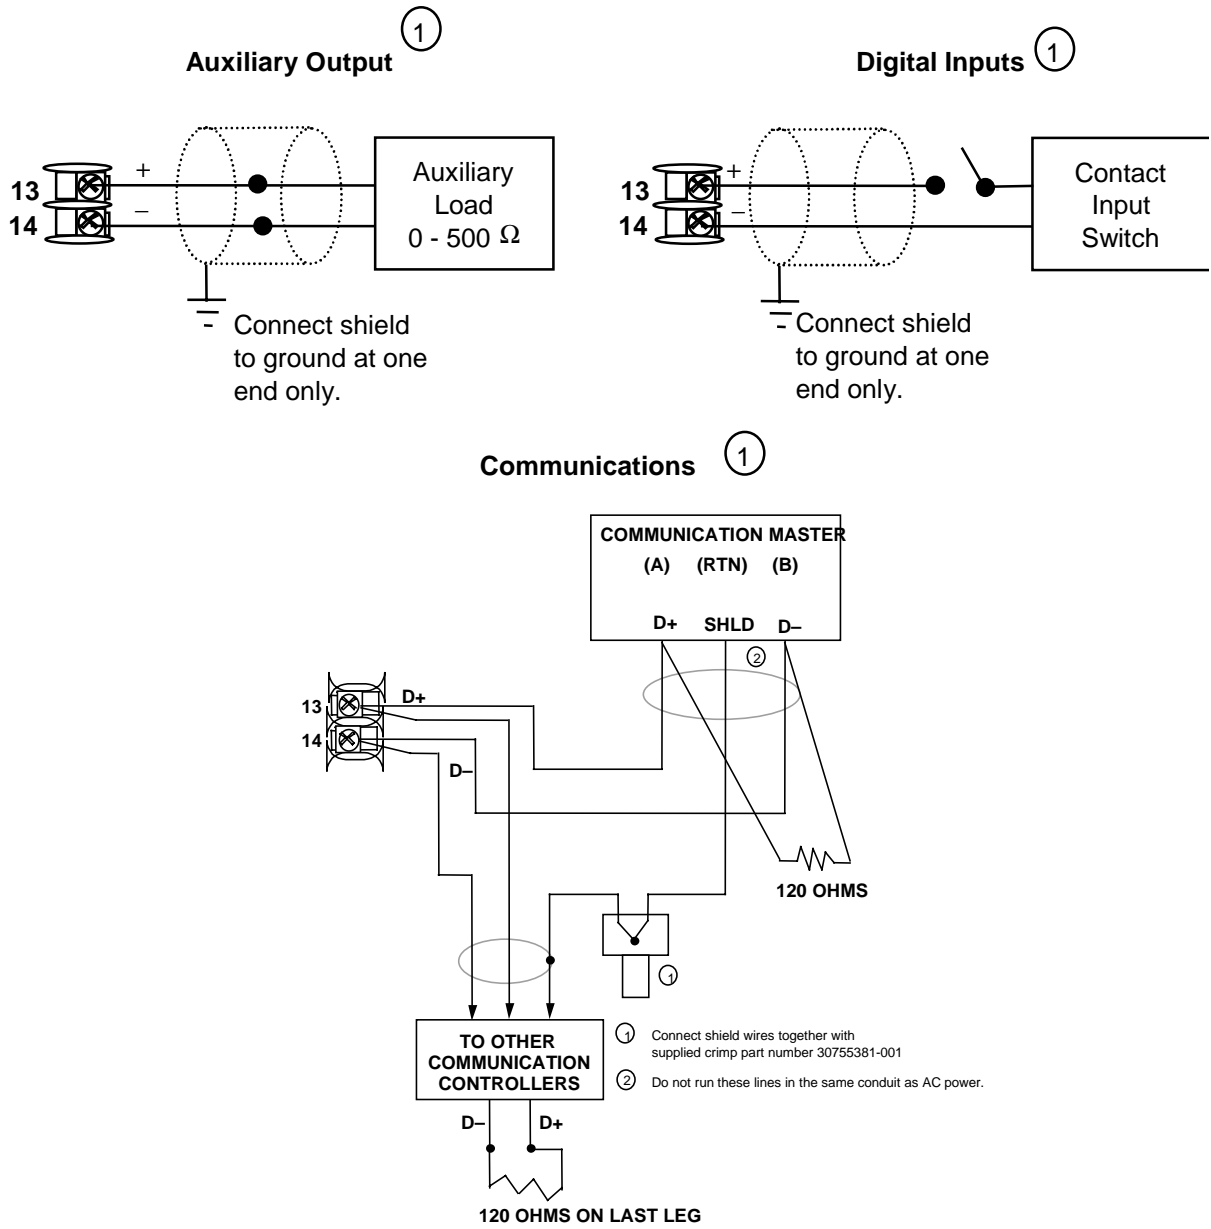 Auxiliary Output 1
Digital Inputs 1
13
14
+
–
Auxiliary
Load
0 - 500 Ω
Connect shield
to ground at one
end only.
13
14
+
–
Contact
Input
Switch
Connect shield
to ground at one
end only.
Communications 1
COMMUNICATION MASTER
(A) (RTN) (B)
D+ SHLD D–
2
13
14
D+
D–
120 OHMS
1
TO OTHER
COMMUNICATION
CONTROLLERS
D– D+
120 OHMS ON LAST LEG
1 Connect shield wires together with
supplied crimp part number 30755381-001
2 Do not run these lines in the same conduit as AC power.